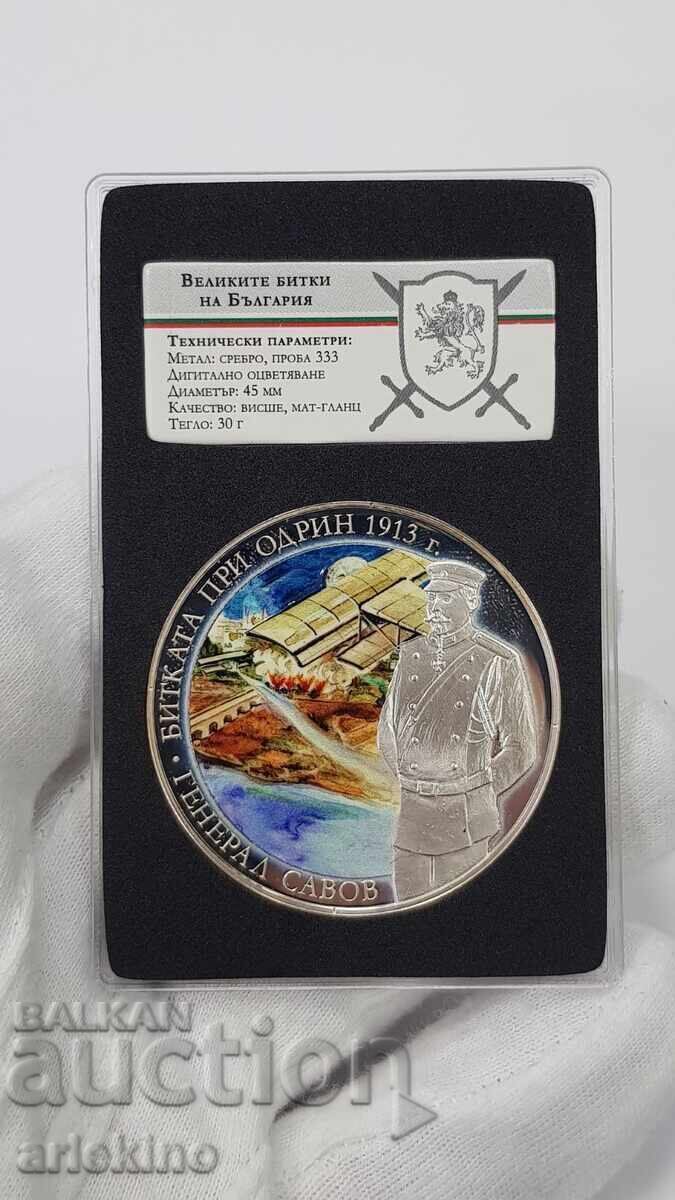 Великите битки
на България
Технически параметри:
Метал: сребро, проба 333
Дигитално оцветяване
Диаметър: 45 мм
Качество: висше, мат-гланц
Тегло: 30 г
• БИТКАТА ПРИ ОДРИН 1913 г.
ГЕНЕРАЛ САВОВ
BALKAN
auction
arlekino